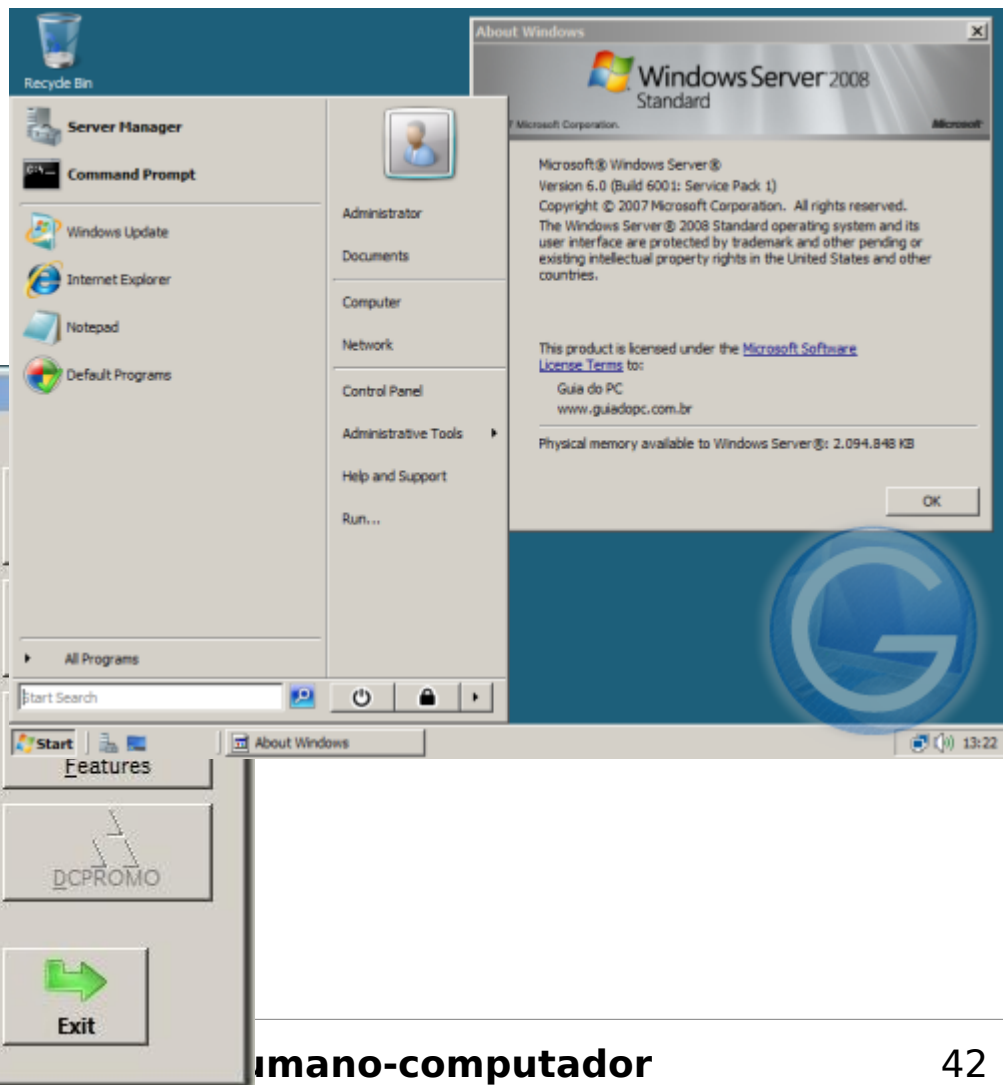 Recycle Bin
Server Manager
Command Prompt
Windows Update
Internet Explorer
Notepad
Default Programs
All Programs
Start Search
Administrator
Documents
Computer
Network
Control Panel
Administrative Tools
Help and Support
Run...
About Windows
Windows Server 2008
Standard
Microsoft Corporation.
Microsoft
Microsoft® Windows Server®
Version 6.0 (Build 6001: Service Pack 1)
Copyright © 2007 Microsoft Corporation. All rights reserved.
The Windows Server® 2008 Standard operating system and its
user interface are protected by trademark and other pending or
existing intellectual property rights in the United States and other
countries.
This product is licensed under the Microsoft Software
License Terms to:
Guia do PC
www.guiadopc.com.br
Physical memory available to Windows Server®: 2.094.848 KB
OK
G
Start
About Windows
13:22
Features
DCPROMO
Exit
umano-computador
42